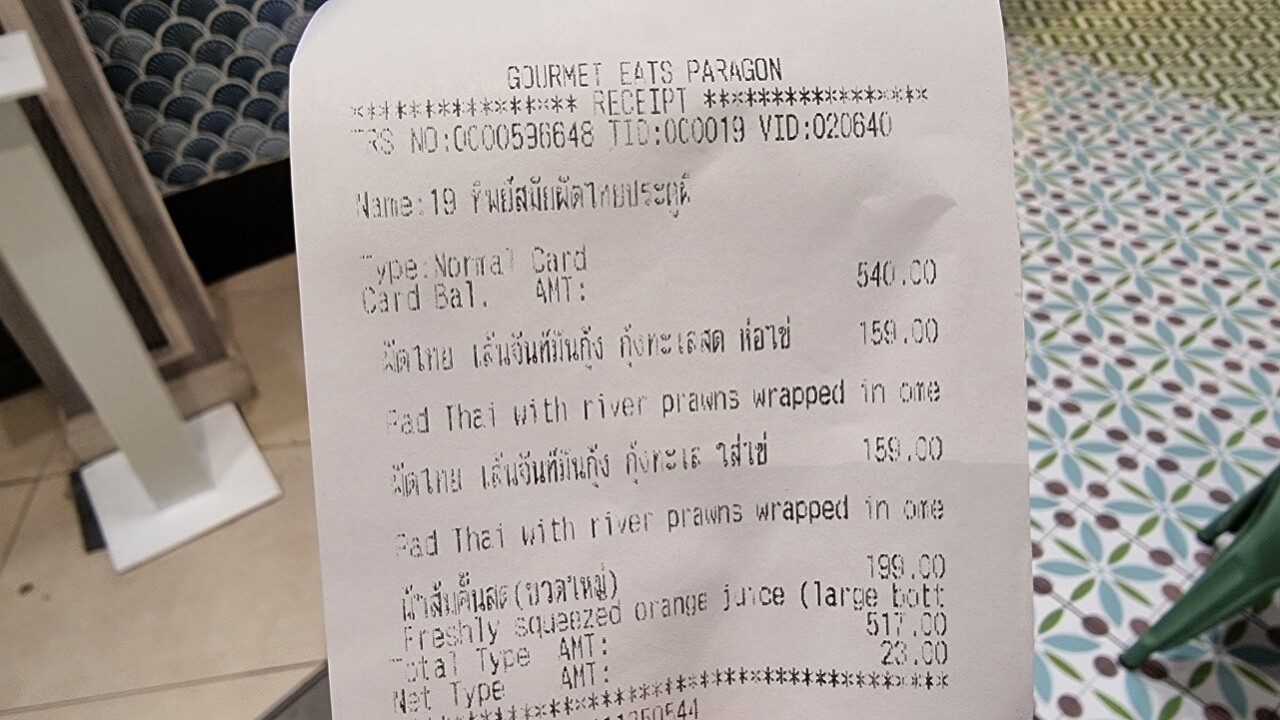 GOURMET EATS PARAGON
***************** RECEIPT *****************
TRS NO:0000596648 TID:000019 VID:020640
Name:19 ทิพย์สมัยผัดไทยประตูผี
Type:Normal Card
Card Bal. AMT: 540.00
ผัดไทย เส้นจันท์มันกุ้ง กุ้งทะเลสด ห่อไข่ 159.00
Pad Thai with river prawns wrapped in ome
ผัดไทย เส้นจันท์มันกุ้ง กุ้งทะเล ใส่ไข่ 159.00
Pad Thai with river prawns wrapped in ome
น้ำส้มคั้นสด(ขวดใหญ่) 199.00
Freshly squeezed orange juice (large bott
Total Type AMT: 517.00
Net Type AMT: 23.00